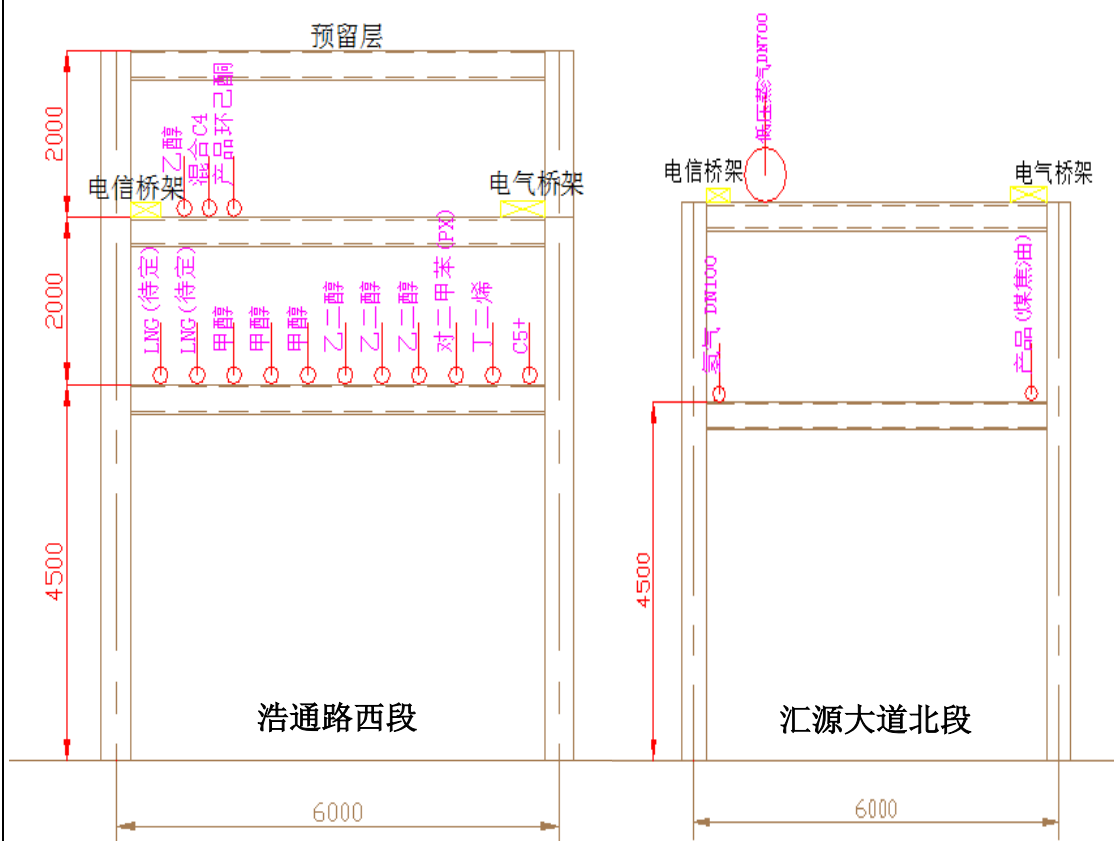 预留层
2000
乙醇
混合C4
产品环己酮
电信桥架
电气桥架
2000
LNG(待定)
LNG(待定)
甲醇
甲醇
甲醇
乙二醇
乙二醇
乙二醇
对二甲苯(PX)
丁二烯
C5+
4500
浩通路西段
6000
低压蒸气DN700
电信桥架
电气桥架
氢气 DN100
产品(煤焦油)
4500
汇源大道北段
6000